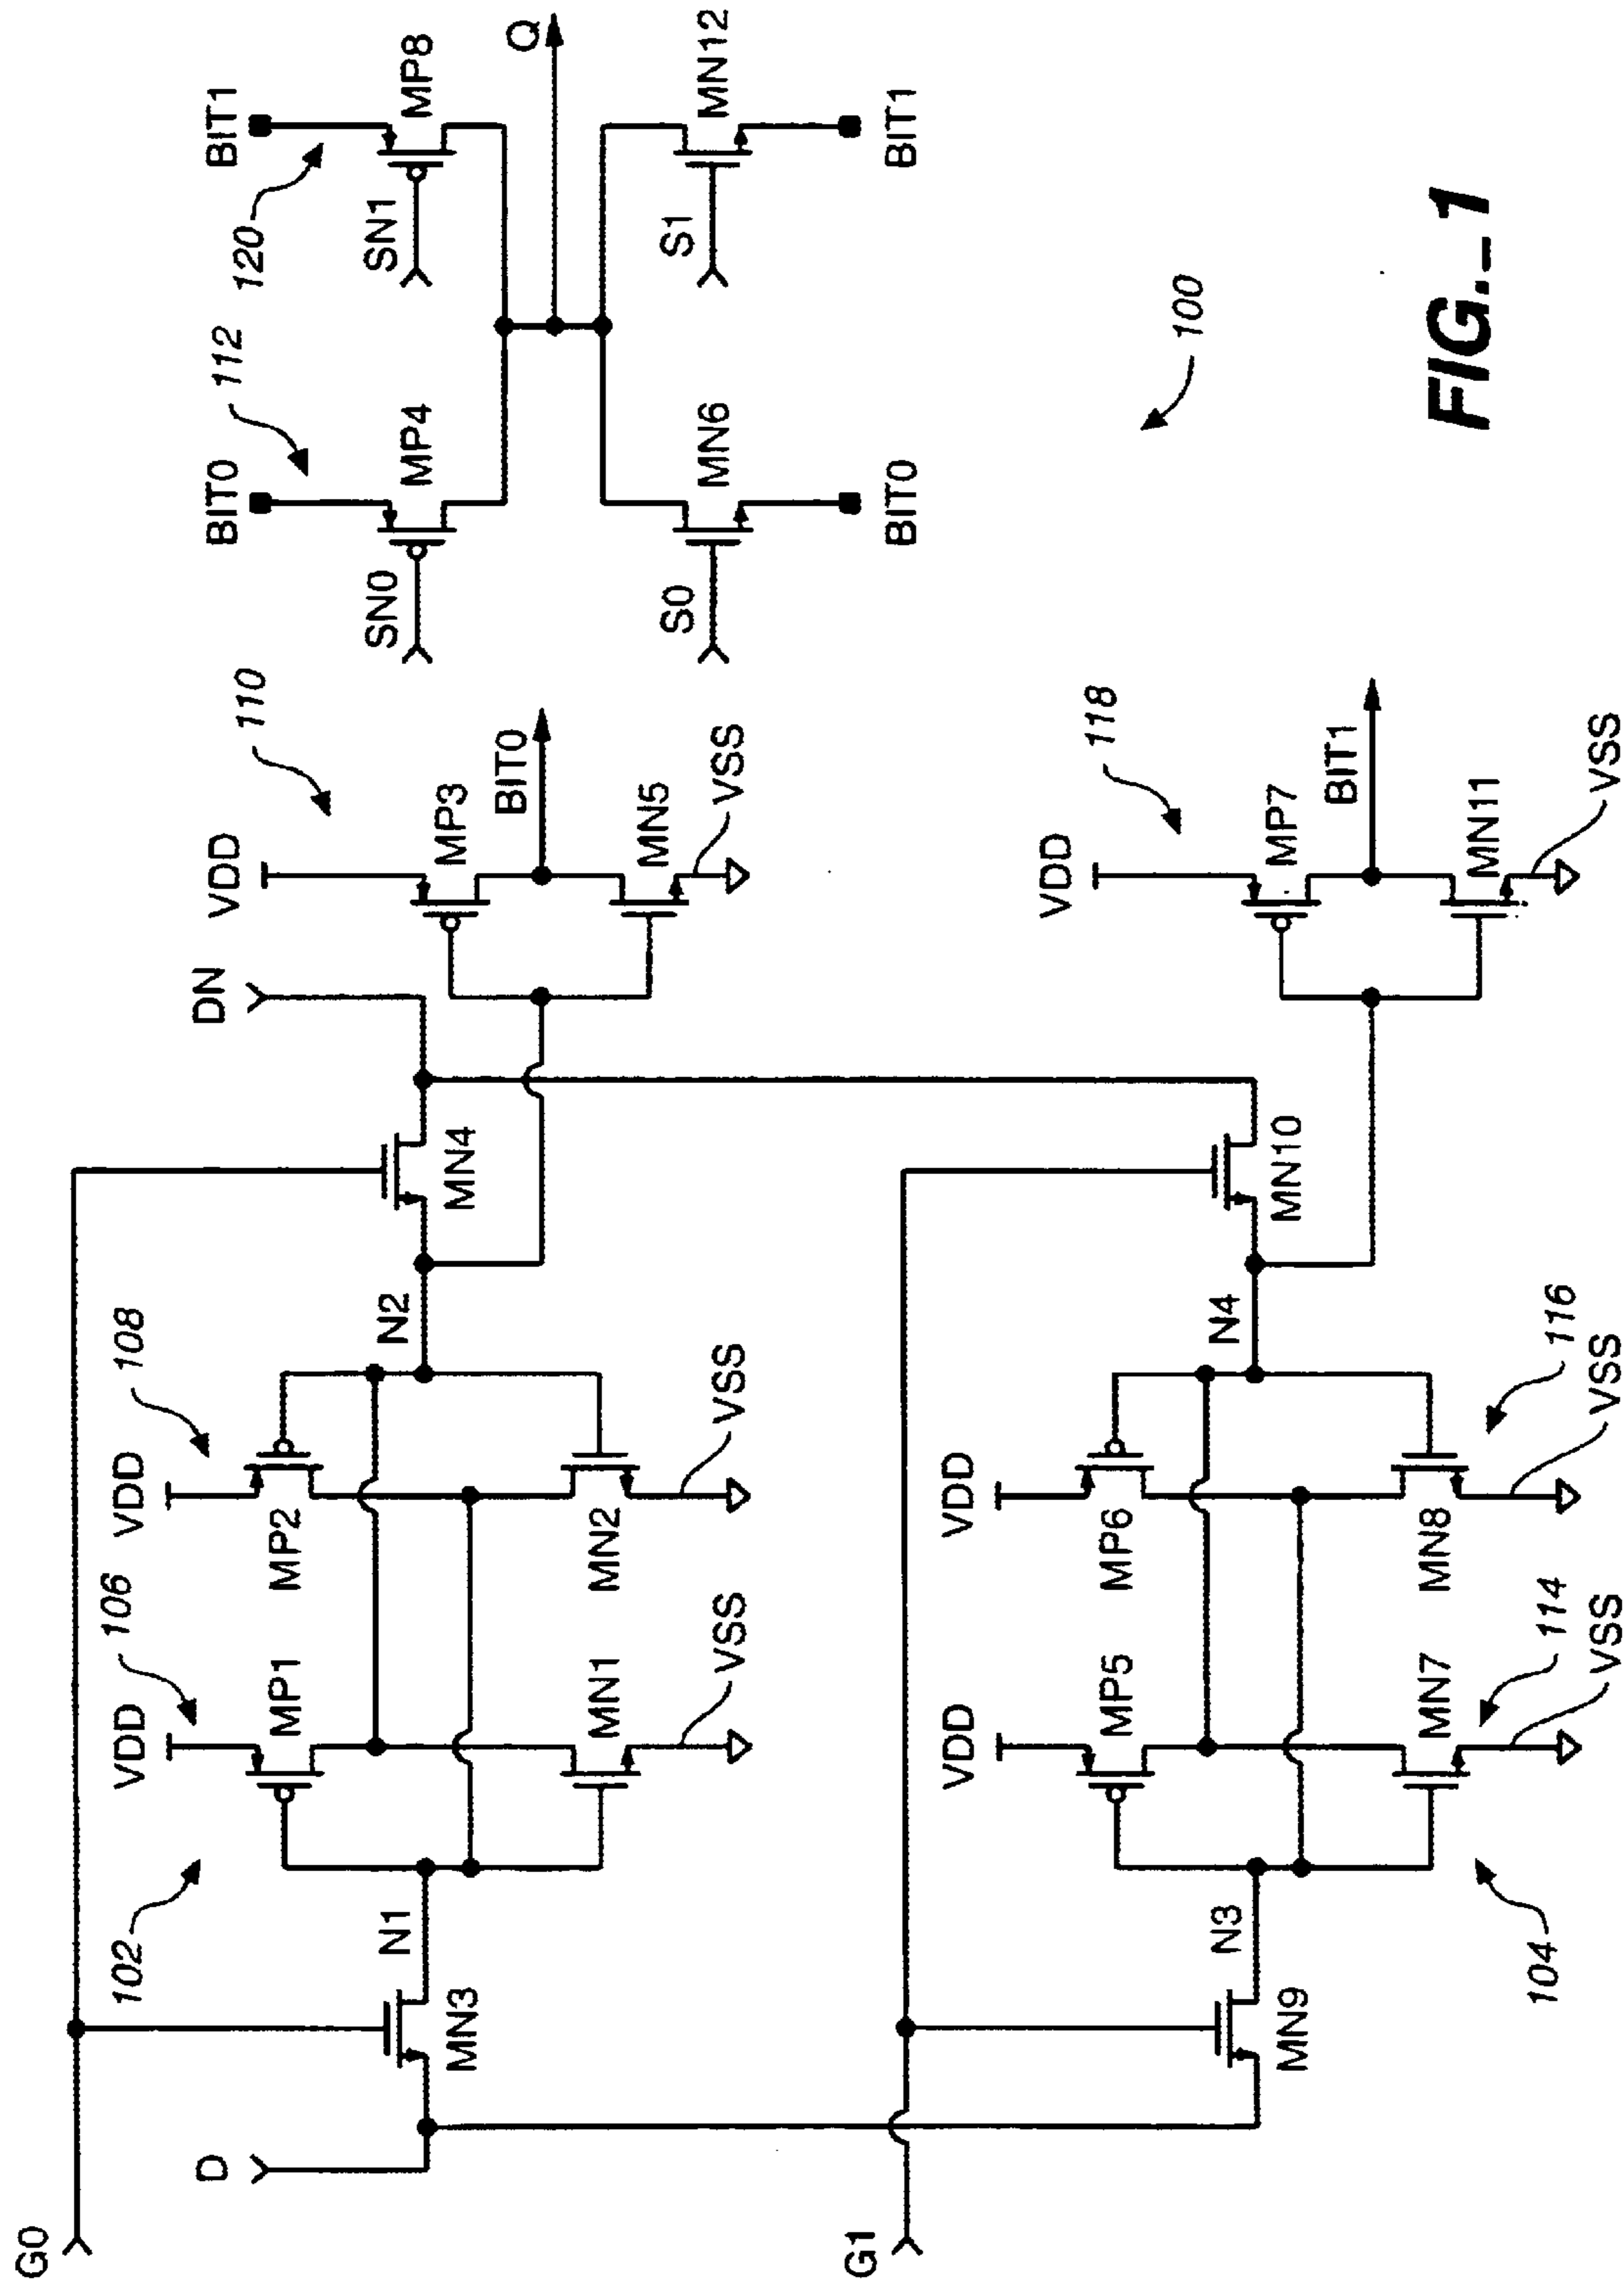 G0
D
102
MN3
N1
106
VDD
MP1
MN1
VSS
108
VDD
MP2
MN2
VSS
N2
MN4
DN
110
VDD
MP3
BIT0
MN5
VSS
112
BIT0
SN0
MP4
S0
MN6
BIT0
120
BIT1
SN1
MP8
Q
S1
MN12
BIT1
G1
MN9
N3
104
VDD
MP5
MN7
114
VSS
VDD
MP6
MN8
116
VSS
N4
MN10
118
VDD
MP7
BIT1
MN11
VSS
100
FIG._1